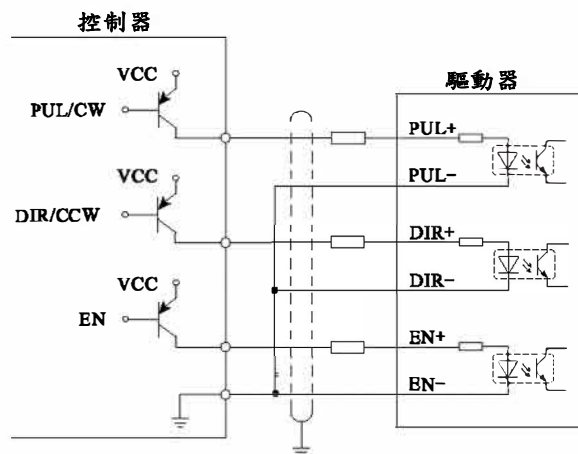 控制器
驅動器
VCC
PUL/CW
PUL+
PUL−
VCC
DIR/CCW
DIR+
DIR−
VCC
EN
EN+
EN−